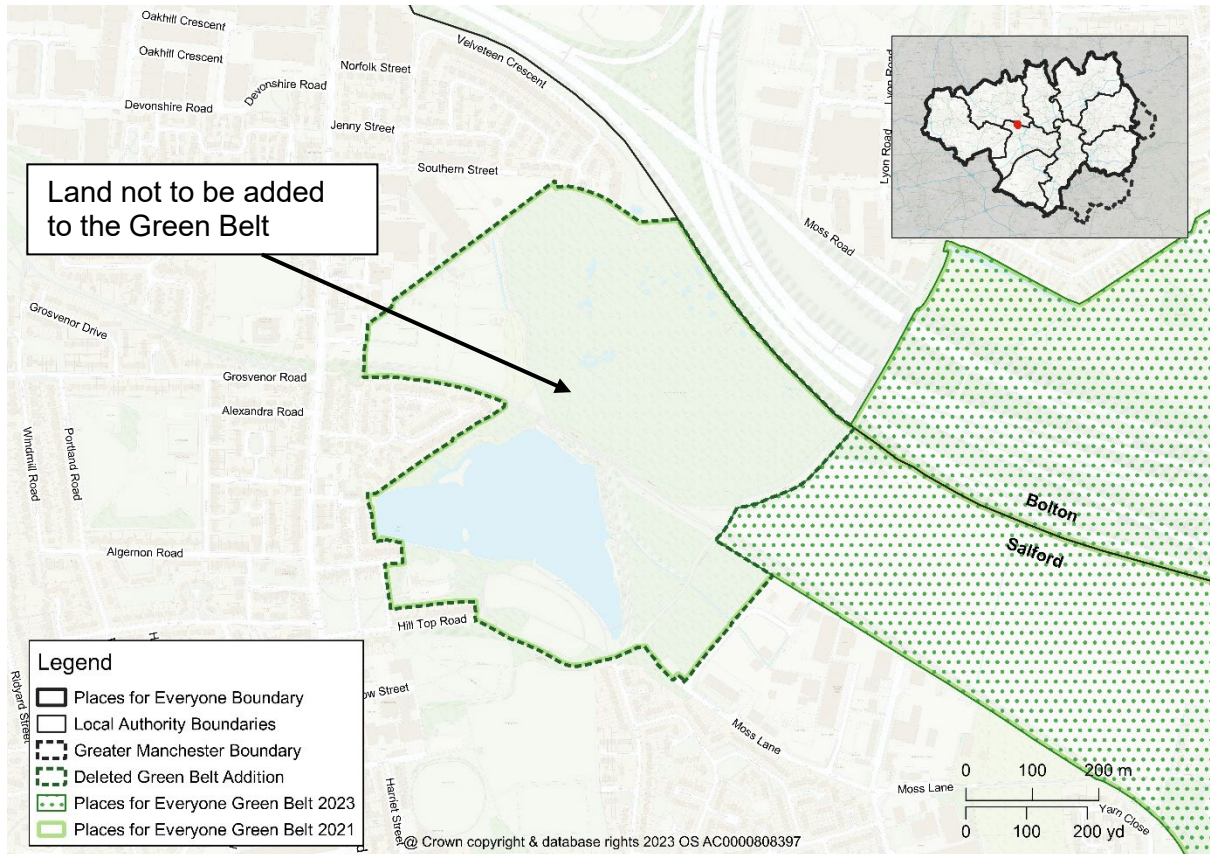 Oakhill Crescent
Oakhill Crescent
Devonshire Road
Devonshire Road
Norfolk Street
Jenny Street
Southern Street
Velveteen Crescent
Lyon Road
Lyon Road
Moss Road
Land not to be added
to the Green Belt
Grosvenor Drive
Grosvenor Road
Alexandra Road
Windmill Road
Portland Road
Algernon Road
Bolton
Salford
Hill Top Road
ow Street
Ridyard Street
Harriet Street
Moss Lane
Moss Lane
Yarn Close
Legend
Places for Everyone Boundary
Local Authority Boundaries
Greater Manchester Boundary
Deleted Green Belt Addition
Places for Everyone Green Belt 2023
Places for Everyone Green Belt 2021
0 100 200 m
0 100 200 yd
@ Crown copyright & database rights 2023 OS AC0000808397